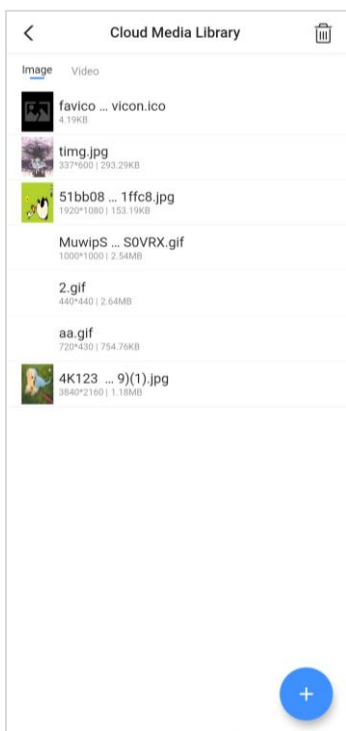 Cloud Media Library
Image Video
favico ... vicon.ico
4.19KB
timg.jpg
337*600 | 293.29KB
51bb08 ... 1ffc8.jpg
1920*1080 | 153.19KB
MuwipS ... S0VRX.gif
1000*1000 | 2.54MB
2.gif
440*440 | 2.64MB
aa.gif
720*430 | 754.76KB
4K123 ... 9)(1).jpg
3840*2160 | 1.18MB